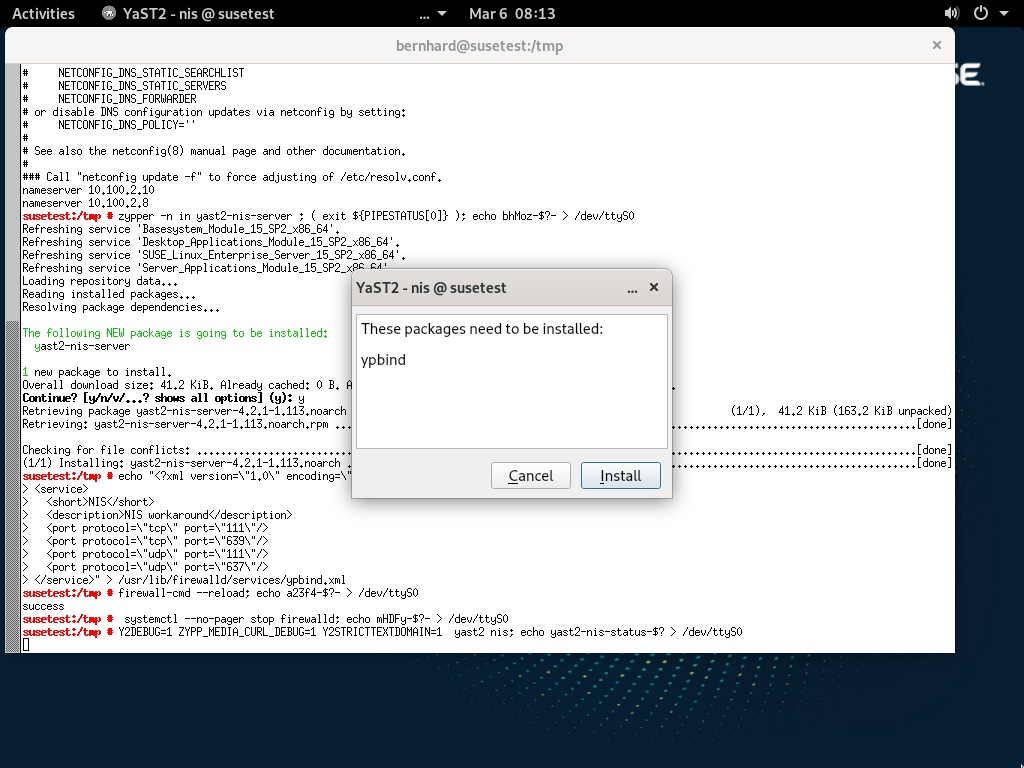 Activities YaST2 - nis @ susetest ... Mar 6 08:13
bernhard@susetest:/tmp
SE.
# NETCONFIG_DNS_STATIC_SEARCHLIST
# NETCONFIG_DNS_STATIC_SERVERS
# NETCONFIG_DNS_FORWARDER
# or disable DNS configuration updates via netconfig by setting:
# NETCONFIG_DNS_POLICY=''
#
# See also the netconfig(8) manual page and other documentation.
#
### Call "netconfig update -f" to force adjusting of /etc/resolv.conf.
nameserver 10.100.2.10
nameserver 10.100.2.8
susetest:/tmp # zypper -n in yast2-nis-server ; ( exit ${PIPESTATUS[0]} ); echo bhMoz-$?- > /dev/ttyS0
Refreshing service 'Basesystem_Module_15_SP2_x86_64'.
Refreshing service 'Desktop_Applications_Module_15_SP2_x86_64'.
Refreshing service 'SUSE_Linux_Enterprise_Server_15_SP2_x86_64'.
Refreshing service 'Server_Applications_Module_15_SP2_x86_64'.
Loading repository data...
Reading installed packages...
Resolving package dependencies...
The following NEW package is going to be installed:
yast2-nis-server
1 new package to install.
Overall download size: 41.2 KiB. Already cached: 0 B. A
Continue? [y/n/v/...? shows all options] (y): y
Retrieving package yast2-nis-server-4.2.1-1.113.noarch (1/1), 41.2 KiB (163.2 KiB unpacked)
Retrieving: yast2-nis-server-4.2.1-1.113.noarch.rpm ...[done]
Checking for file conflicts: ...[done]
(1/1) Installing: yast2-nis-server-4.2.1-1.113.noarch ...[done]
susetest:/tmp # echo "<?xml version=\"1.0\" encoding=\"
> <service>
> <short>NIS</short>
> <description>NIS workaround</description>
> <port protocol=\"tcp\" port=\"111\"/>
> <port protocol=\"tcp\" port=\"639\"/>
> <port protocol=\"udp\" port=\"111\"/>
> <port protocol=\"udp\" port=\"637\"/>
> </service>" > /usr/lib/firewalld/services/ypbind.xml
susetest:/tmp # firewall-cmd --reload; echo a23f4-$?- > /dev/ttyS0
success
susetest:/tmp # systemctl --no-pager stop firewalld; echo mHDFy-$?- > /dev/ttyS0
susetest:/tmp # Y2DEBUG=1 ZYPP_MEDIA_CURL_DEBUG=1 Y2STRICTTEXTDOMAIN=1 yast2 nis; echo yast2-nis-status-$? > /dev/ttyS0
YaST2 - nis @ susetest ...
These packages need to be installed:
ypbind
Cancel Install